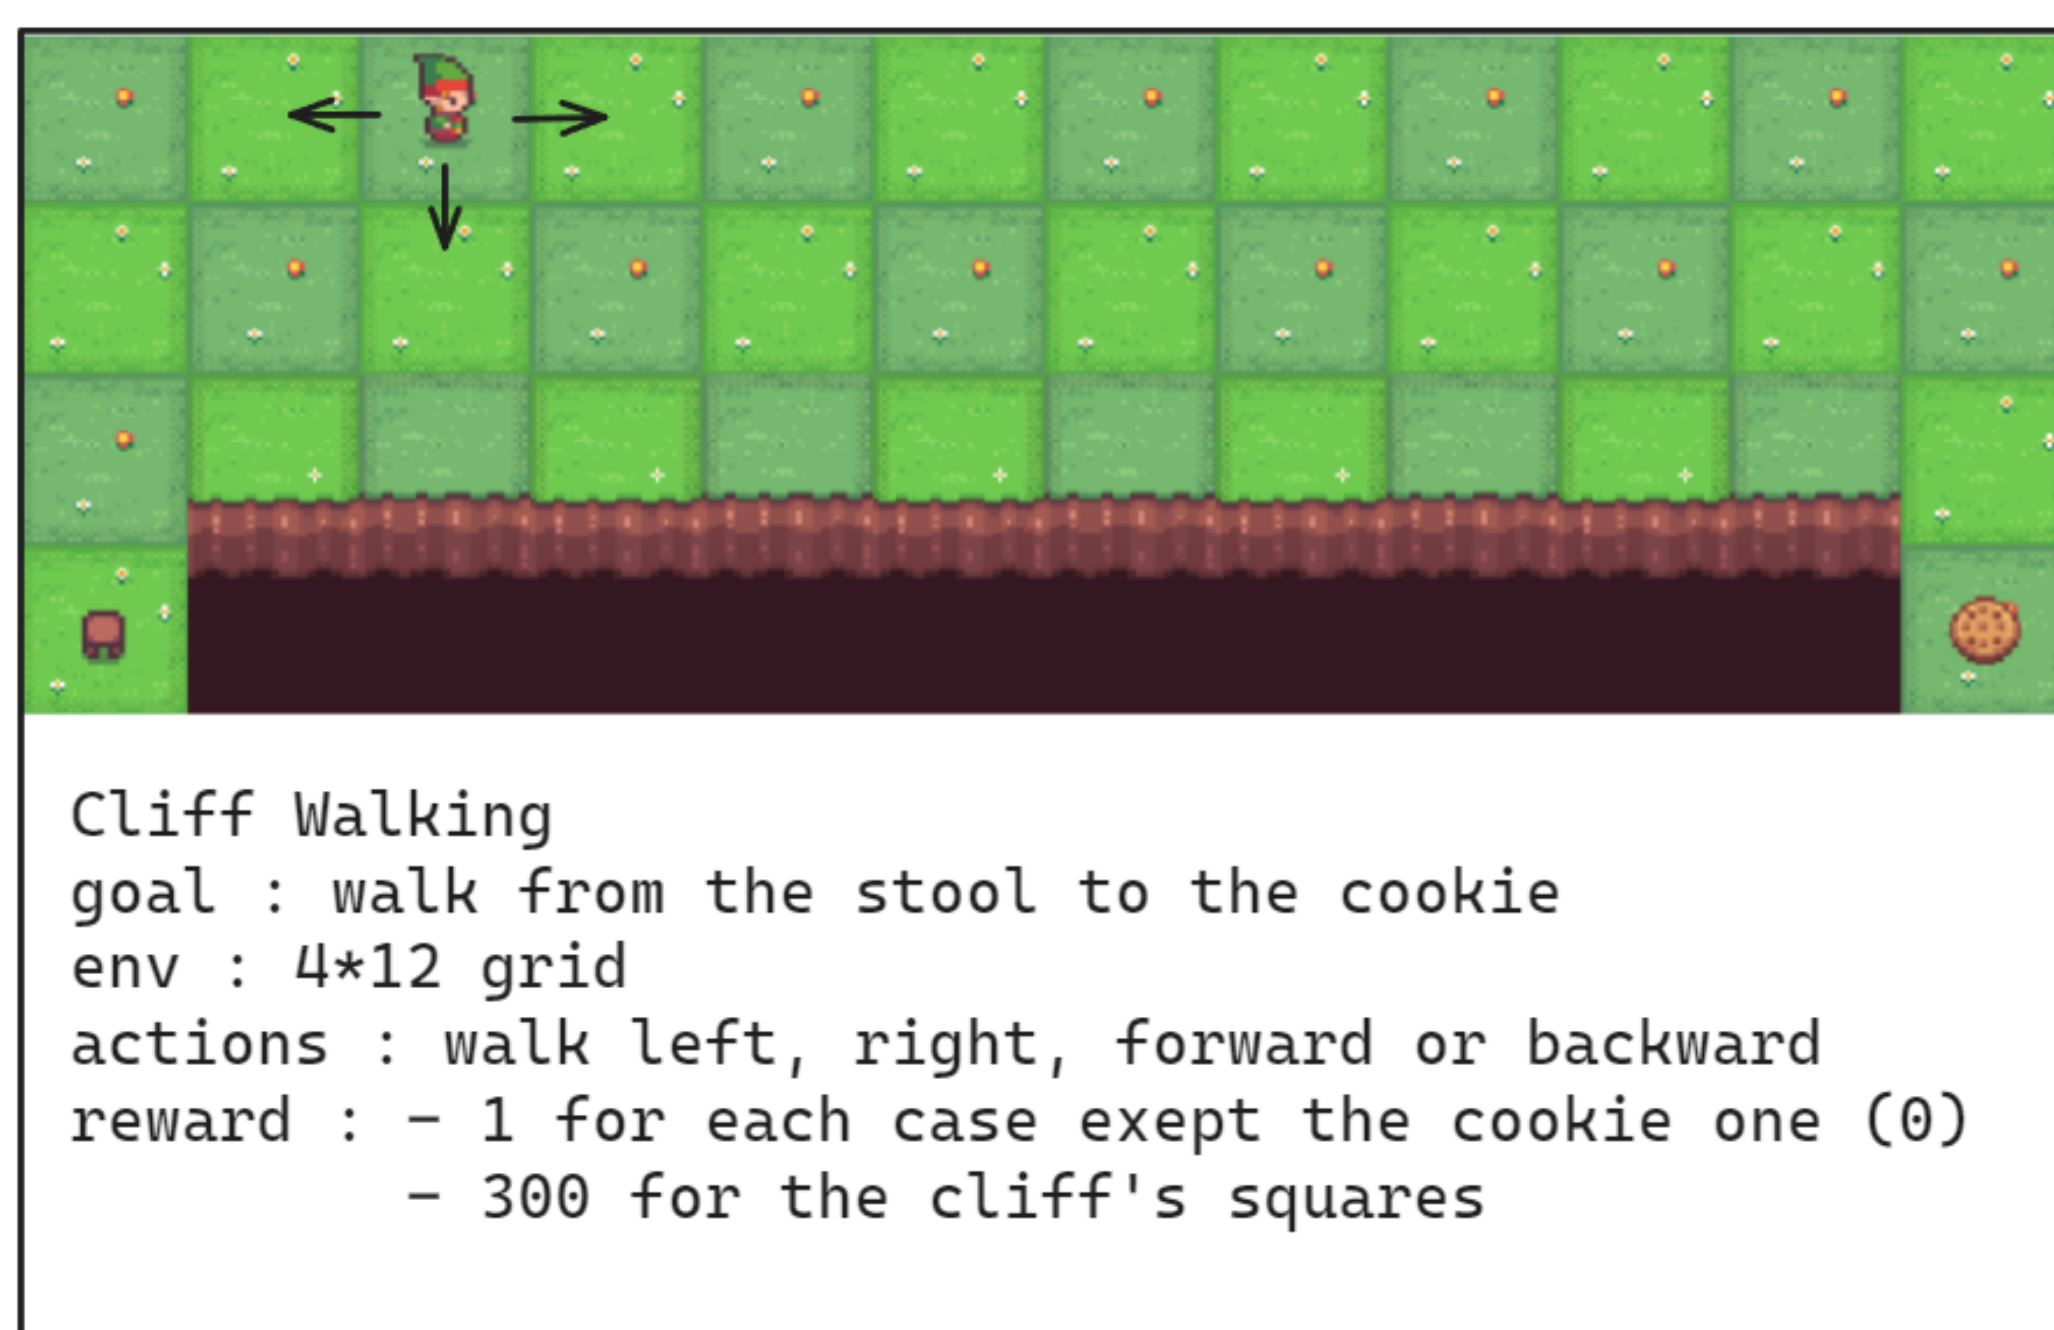 Cliff Walking
goal : walk from the stool to the cookie
env : 4*12 grid
actions : walk left, right, forward or backward
reward : - 1 for each case exept the cookie one (0)
- 300 for the cliff's squares